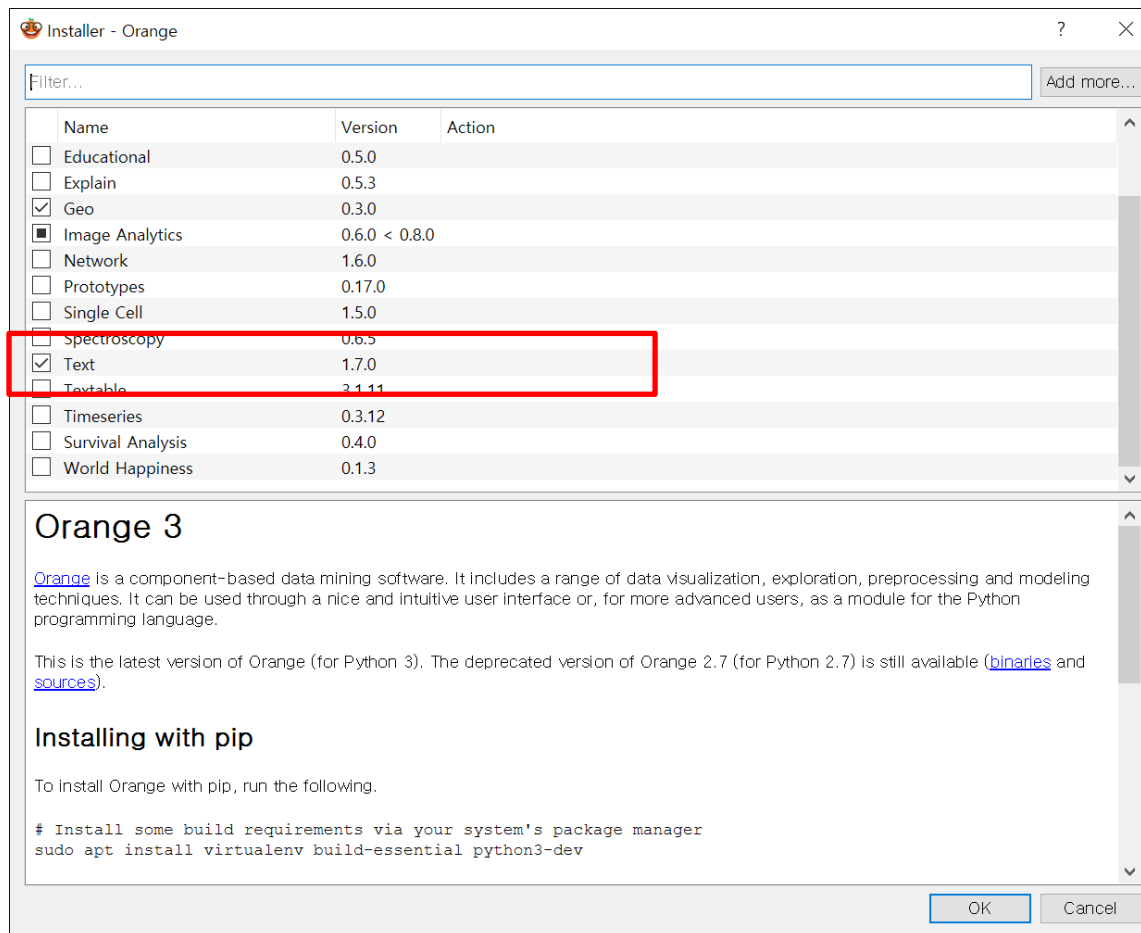 Installer - Orange
?
Filter...
Add more...
Name Version Action
Educational 0.5.0
Explain 0.5.3
Geo 0.3.0
Image Analytics 0.6.0 < 0.8.0
Network 1.6.0
Prototypes 0.17.0
Single Cell 1.5.0
Spectroscopy 0.6.5
Text 1.7.0
Textable 3.1.11
Timeseries 0.3.12
Survival Analysis 0.4.0
World Happiness 0.1.3
Orange 3
Orange is a component-based data mining software. It includes a range of data visualization, exploration, preprocessing and modeling
techniques. It can be used through a nice and intuitive user interface or, for more advanced users, as a module for the Python
programming language.
This is the latest version of Orange (for Python 3). The deprecated version of Orange 2.7 (for Python 2.7) is still available (binaries and
sources).
Installing with pip
To install Orange with pip, run the following.
# Install some build requirements via your system's package manager
sudo apt install virtualenv build-essential python3-dev
OK Cancel